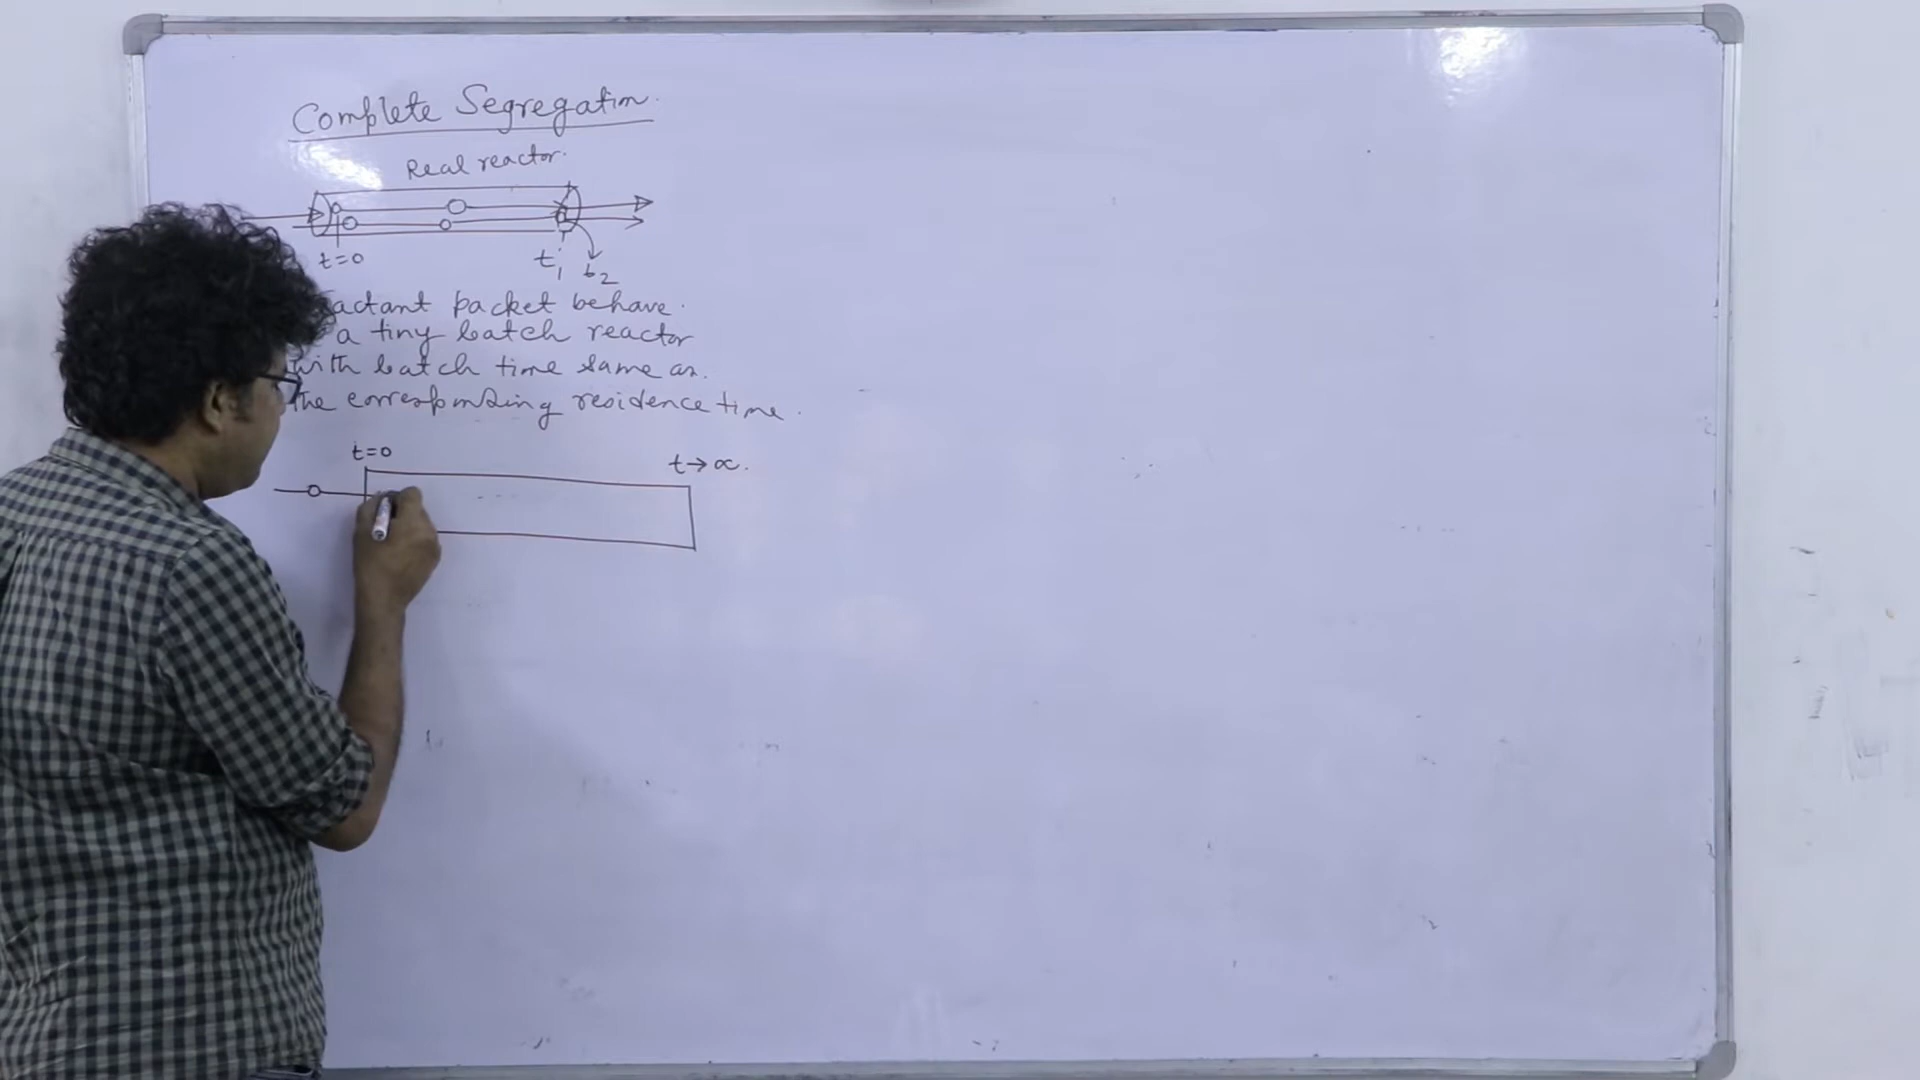 Complete Segregation.
Real reactor.
t=0
t1
t2
actant packet behave.
a tiny batch reactor
with batch time same as.
the corresponding residence time.
t=0
t→∝.